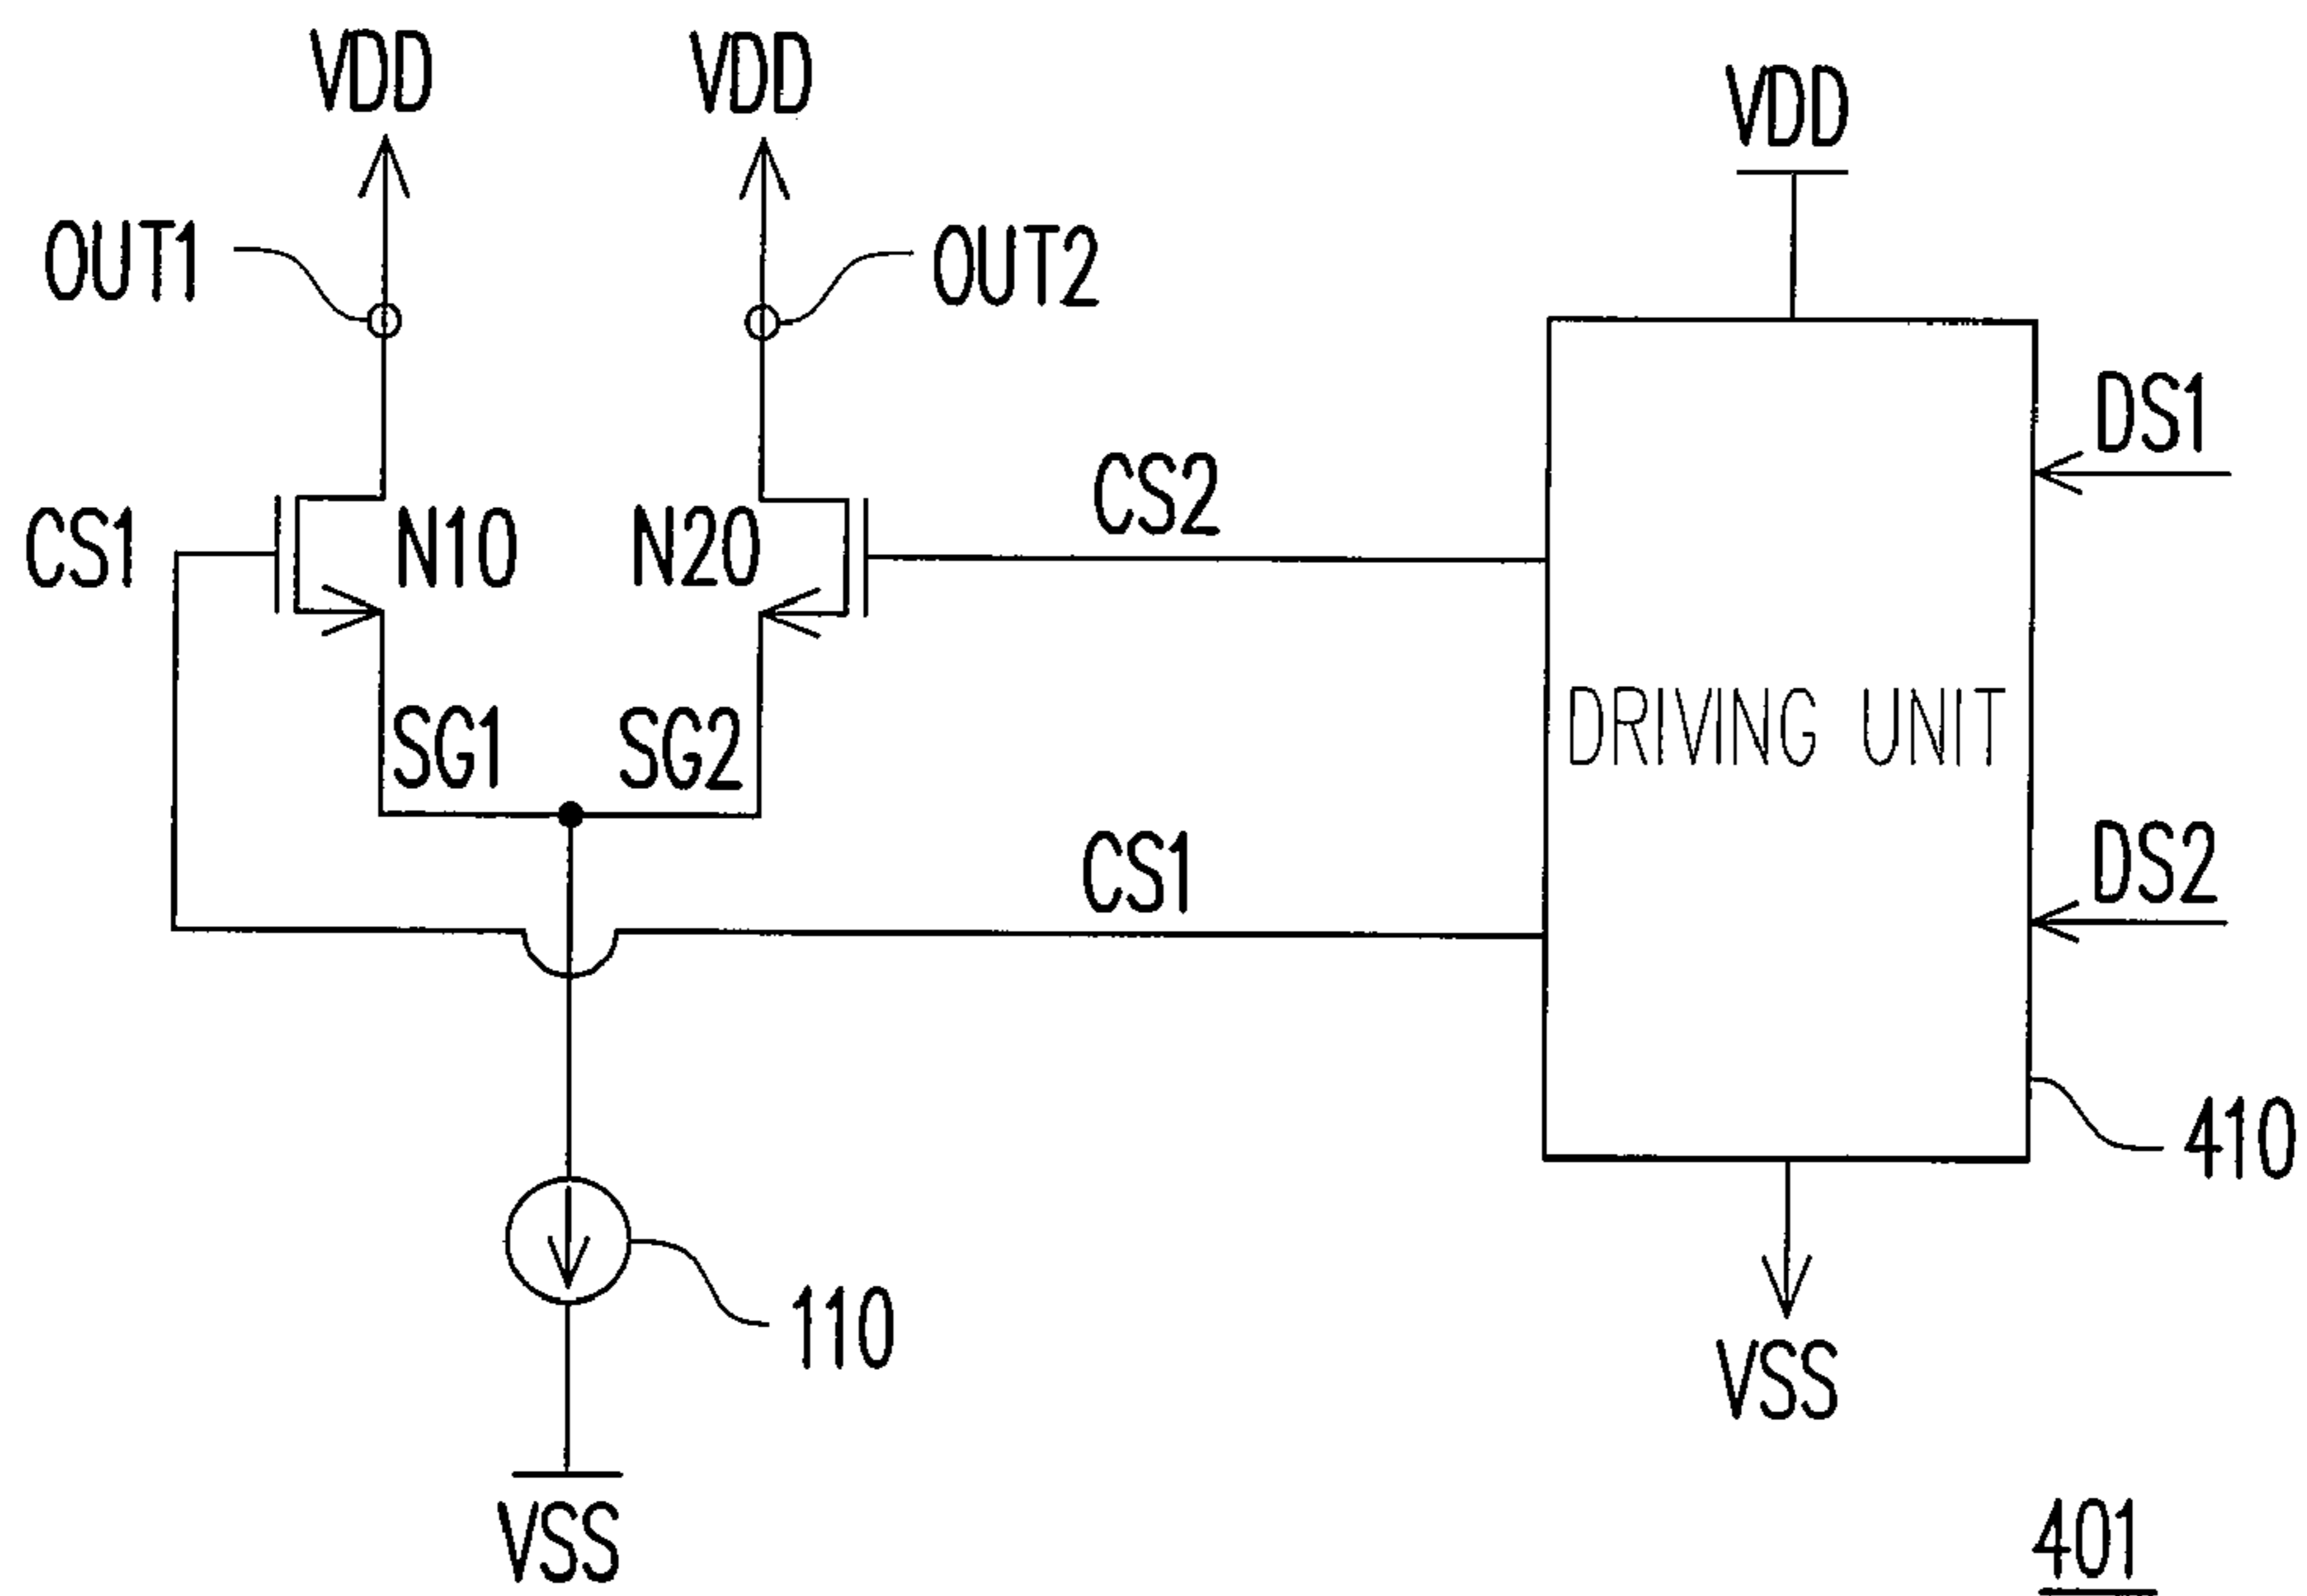 VDD
VDD
VDD
OUT1
OUT2
DS1
CS2
CS1
N10
N20
DRIVING UNIT
SG1
SG2
CS1
DS2
410
110
VSS
VSS
401